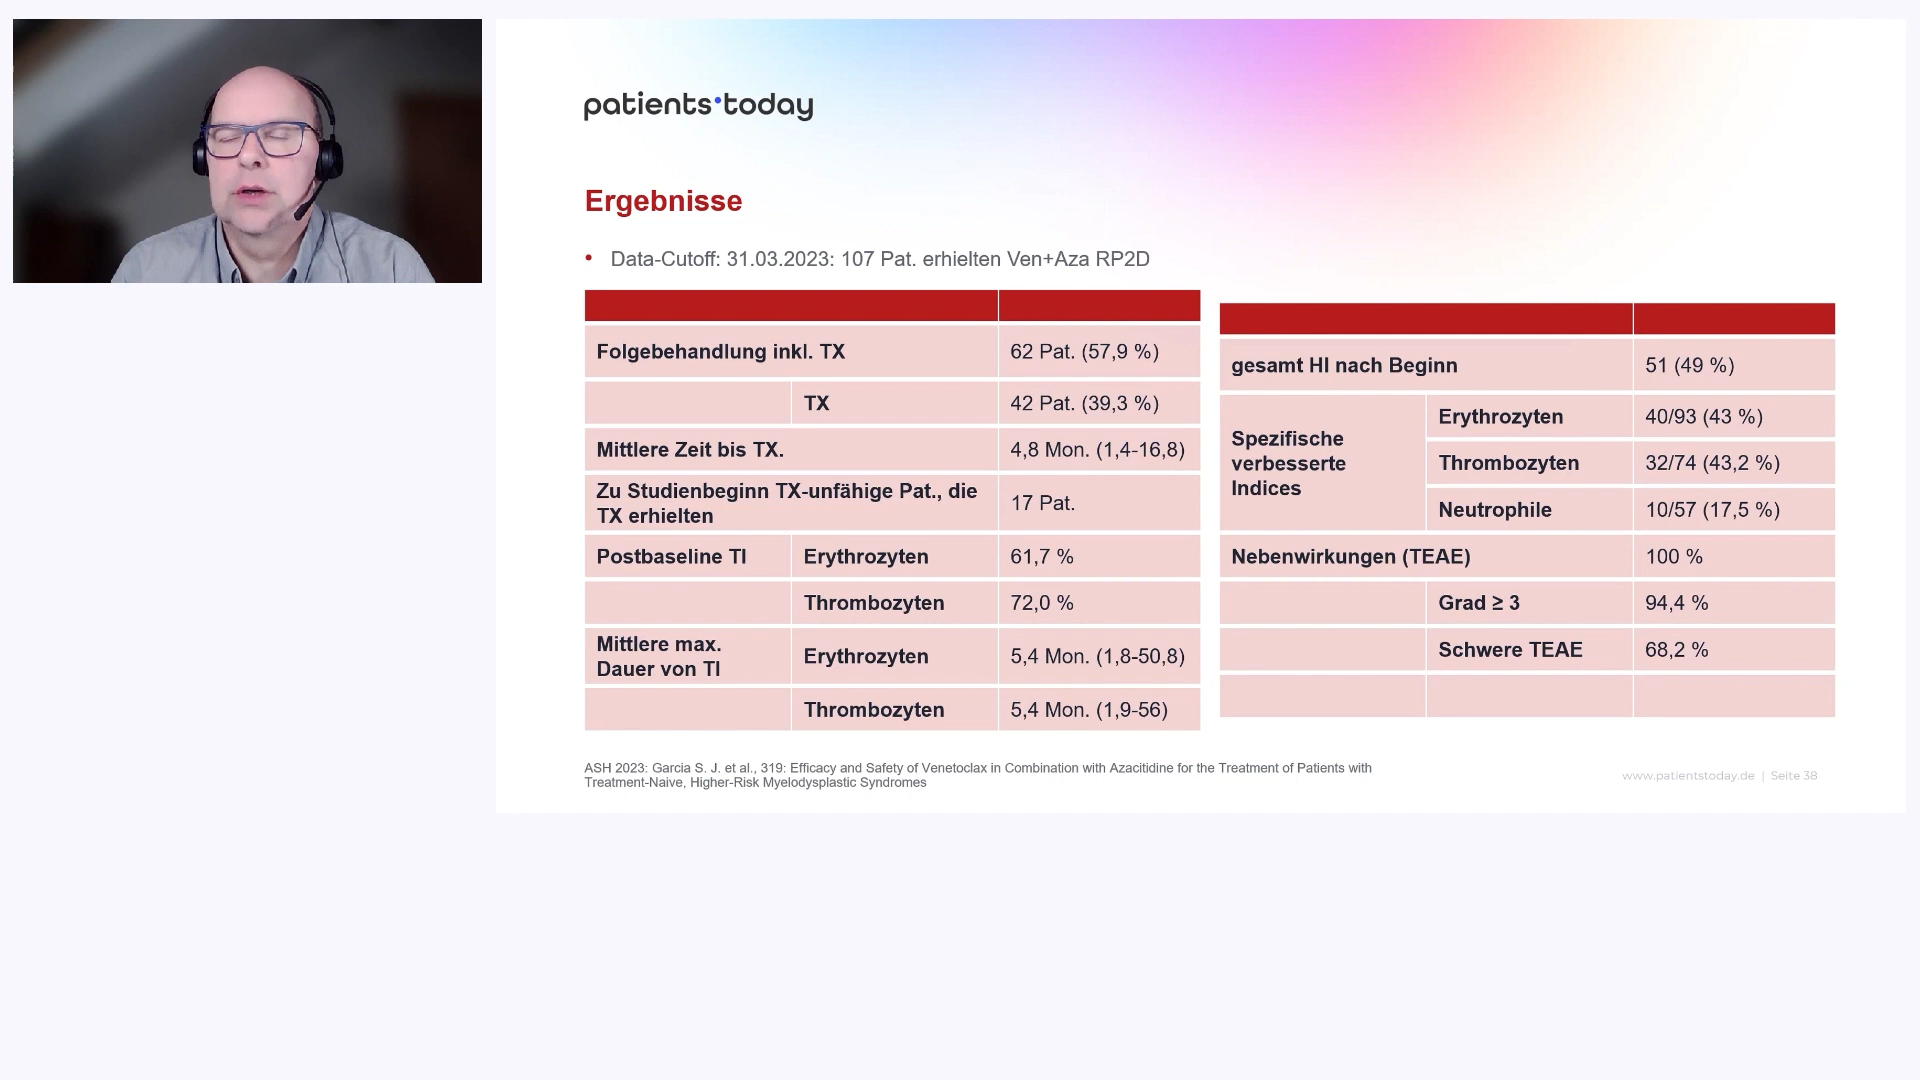 patients•today
Ergebnisse
• Data-Cutoff: 31.03.2023: 107 Pat. erhielten Ven+Aza RP2D
Folgebehandlung inkl. TX 62 Pat. (57,9 %)
TX 42 Pat. (39,3 %)
Mittlere Zeit bis TX. 4,8 Mon. (1,4-16,8)
Zu Studienbeginn TX-unfähige Pat., die
TX erhielten
17 Pat.
Postbaseline TI Erythrozyten 61,7 %
Thrombozyten 72,0 %
Mittlere max.
Dauer von TI
Erythrozyten 5,4 Mon. (1,8-50,8)
Thrombozyten 5,4 Mon. (1,9-56)
gesamt HI nach Beginn 51 (49 %)
Spezifische
verbesserte
Indices
Erythrozyten 40/93 (43 %)
Thrombozyten 32/74 (43,2 %)
Neutrophile 10/57 (17,5 %)
Nebenwirkungen (TEAE) 100 %
Grad ≥ 3 94,4 %
Schwere TEAE 68,2 %
ASH 2023: Garcia S. J. et al., 319: Efficacy and Safety of Venetoclax in Combination with Azacitidine for the Treatment of Patients with
Treatment-Naive, Higher-Risk Myelodysplastic Syndromes
www.patientstoday.de | Seite 38